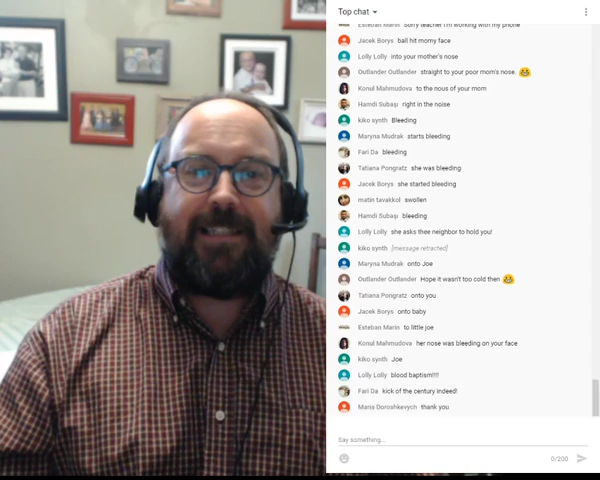 Top chat
Esteban Marin Sorry teacher I'm working with my phone
Jacek Borys ball hit momy face
Lolly Lolly into your mother's nose
Outlander Outlander straight to your poor mom's nose.
Konul Mahmudova to the nous of your mom
Hamdi Subaşı right in the noise
kiko synth Bleeding
Maryna Mudrak starts bleeding
Fari Da bleeding
Tatiana Pongratz she was bleeding
Jacek Borys she started bleeding
matin tavakkol swollen
Hamdi Subaşı bleeding
Lolly Lolly she asks thee neighbor to hold you!
kiko synth [message retracted]
Maryna Mudrak onto Joe
Outlander Outlander Hope it wasn't too cold then
Tatiana Pongratz onto you
Jacek Borys onto baby
Esteban Marin to little joe
Konul Mahmudova her nose was bleeding on your face
kiko synth Joe
Lolly Lolly blood baptism!!!!
Fari Da kick of the century indeed!
Maria Doroshkevych thank you
Say something...
0/200